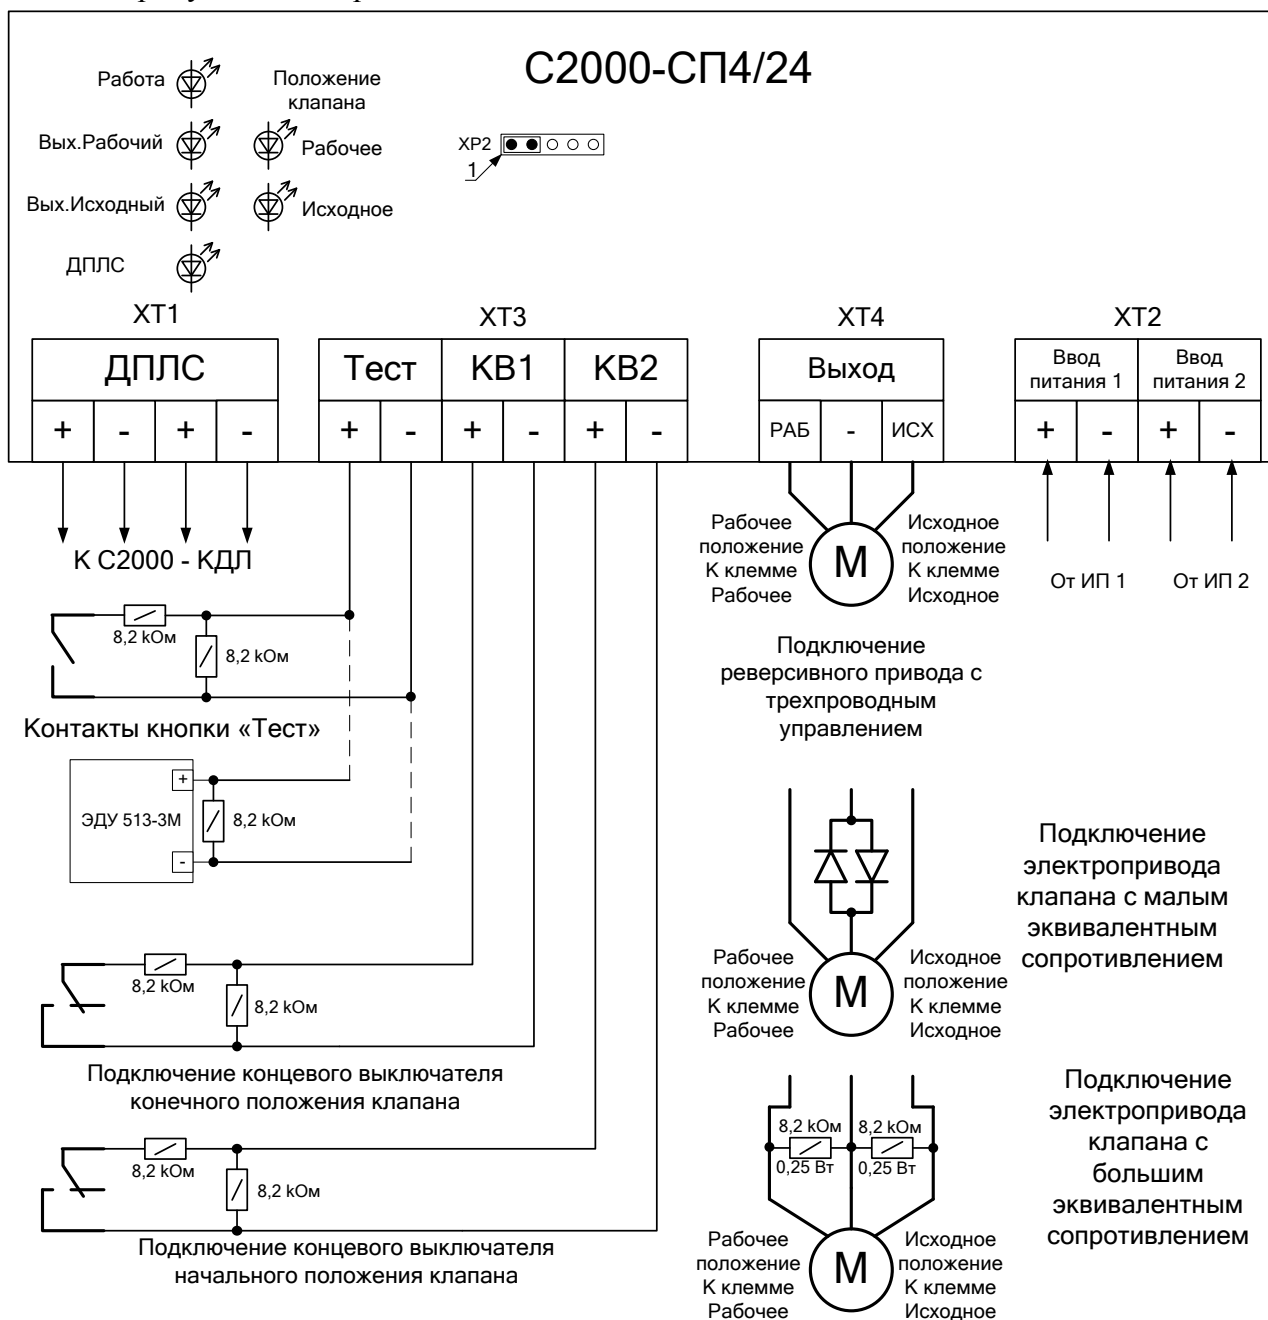 С2000-СП4/24
Работа
Вых.Рабочий
Вых.Исходный
ДПЛС
Положение
клапана
Рабочее
Исходное
XP2
1
XT1
XT3
XT4
XT2
ДПЛС
Тест
КВ1
КВ2
Выход
Ввод
питания 1
Ввод
питания 2
+ - + -
+ - + - + -
РАБ - ИСХ
+ - + -
К С2000 - КДЛ
От ИП 1
От ИП 2
8,2 kОм
8,2 kОм
Контакты кнопки «Тест»
ЭДУ 513-3М
+
-
8,2 kОм
8,2 kОм
8,2 kОм
Подключение концевого выключателя
конечного положения клапана
8,2 kОм
8,2 kОм
Подключение концевого выключателя
начального положения клапана
Рабочее
положение
К клемме
Рабочее
М
Исходное
положение
К клемме
Исходное
Подключение
реверсивного привода с
трехпроводным
управлением
Рабочее
положение
К клемме
Рабочее
М
Исходное
положение
К клемме
Исходное
Подключение
электропривода
клапана с малым
эквивалентным
сопротивлением
8,2 kОм
0,25 Вт
8,2 kОм
0,25 Вт
Рабочее
положение
К клемме
Рабочее
М
Исходное
положение
К клемме
Исходное
Подключение
электропривода
клапана с
большим
эквивалентным
сопротивлением